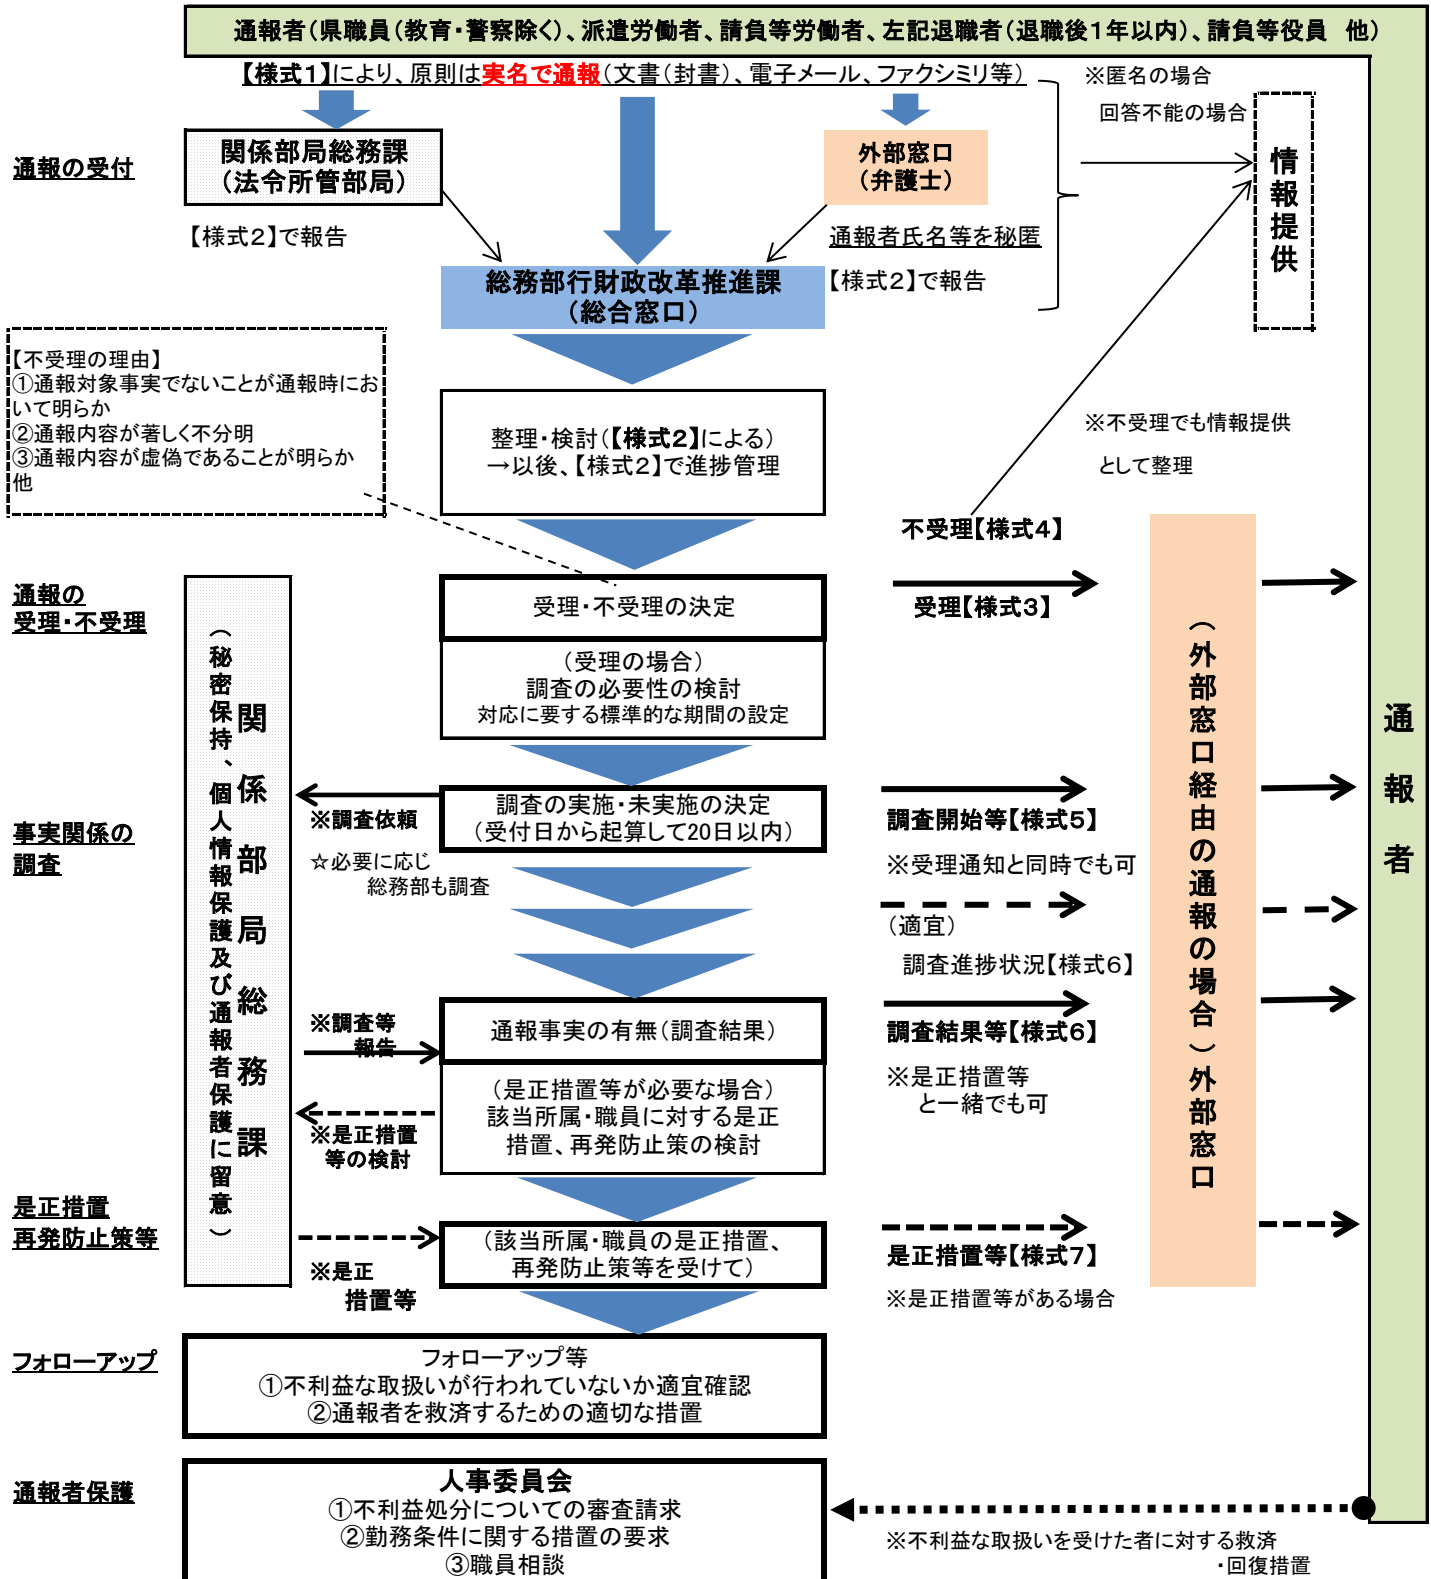 通報者（県職員（教育・警察除く）、派遣労働者、請負等労働者、左記退職者（退職後１年以内）、請負等役員　他）
【様式１】により、原則は実名で通報（文書（封書）、電子メール、ファクシミリ等）
※匿名の場合
回答不能の場合
情報提供
通報の受付
関係部局総務課
（法令所管部局）
外部窓口
（弁護士）
【様式２】で報告
通報者氏名等を秘匿
【様式２】で報告
総務部行財政改革推進課
（総合窓口）
【不受理の理由】
①通報対象事実でないことが通報時にお
いて明らか
②通報内容が著しく不分明
③通報内容が虚偽であることが明らか
他
整理・検討（【様式２】による）
→以後、【様式２】で進捗管理
※不受理でも情報提供
として整理
不受理【様式４】
通報の
受理・不受理
受理・不受理の決定
受理【様式３】
（受理の場合）
調査の必要性の検討
対応に要する標準的な期間の設定
関係部局総務課
（秘密保持、個人情報保護及び通報者保護に留意）
（外部窓口経由の通報の場合）外部窓口
通報者
事実関係の
調査
※調査依頼
☆必要に応じ
総務部も調査
調査の実施・未実施の決定
（受付日から起算して20日以内）
調査開始等【様式５】
※受理通知と同時でも可
（適宜）
調査進捗状況【様式６】
※調査等
報告
通報事実の有無（調査結果）
調査結果等【様式６】
※是正措置等
と一緒でも可
（是正措置等が必要な場合）
該当所属・職員に対する是正
措置、再発防止策の検討
※是正措置
等の検討
是正措置
再発防止策等
※是正
措置等
（該当所属・職員の是正措置、
再発防止策等を受けて）
是正措置等【様式７】
※是正措置等がある場合
フォローアップ
フォローアップ等
①不利益な取扱いが行われていないか適宜確認
②通報者を救済するための適切な措置
通報者保護
人事委員会
①不利益処分についての審査請求
②勤務条件に関する措置の要求
③職員相談
※不利益な取扱いを受けた者に対する救済
・回復措置